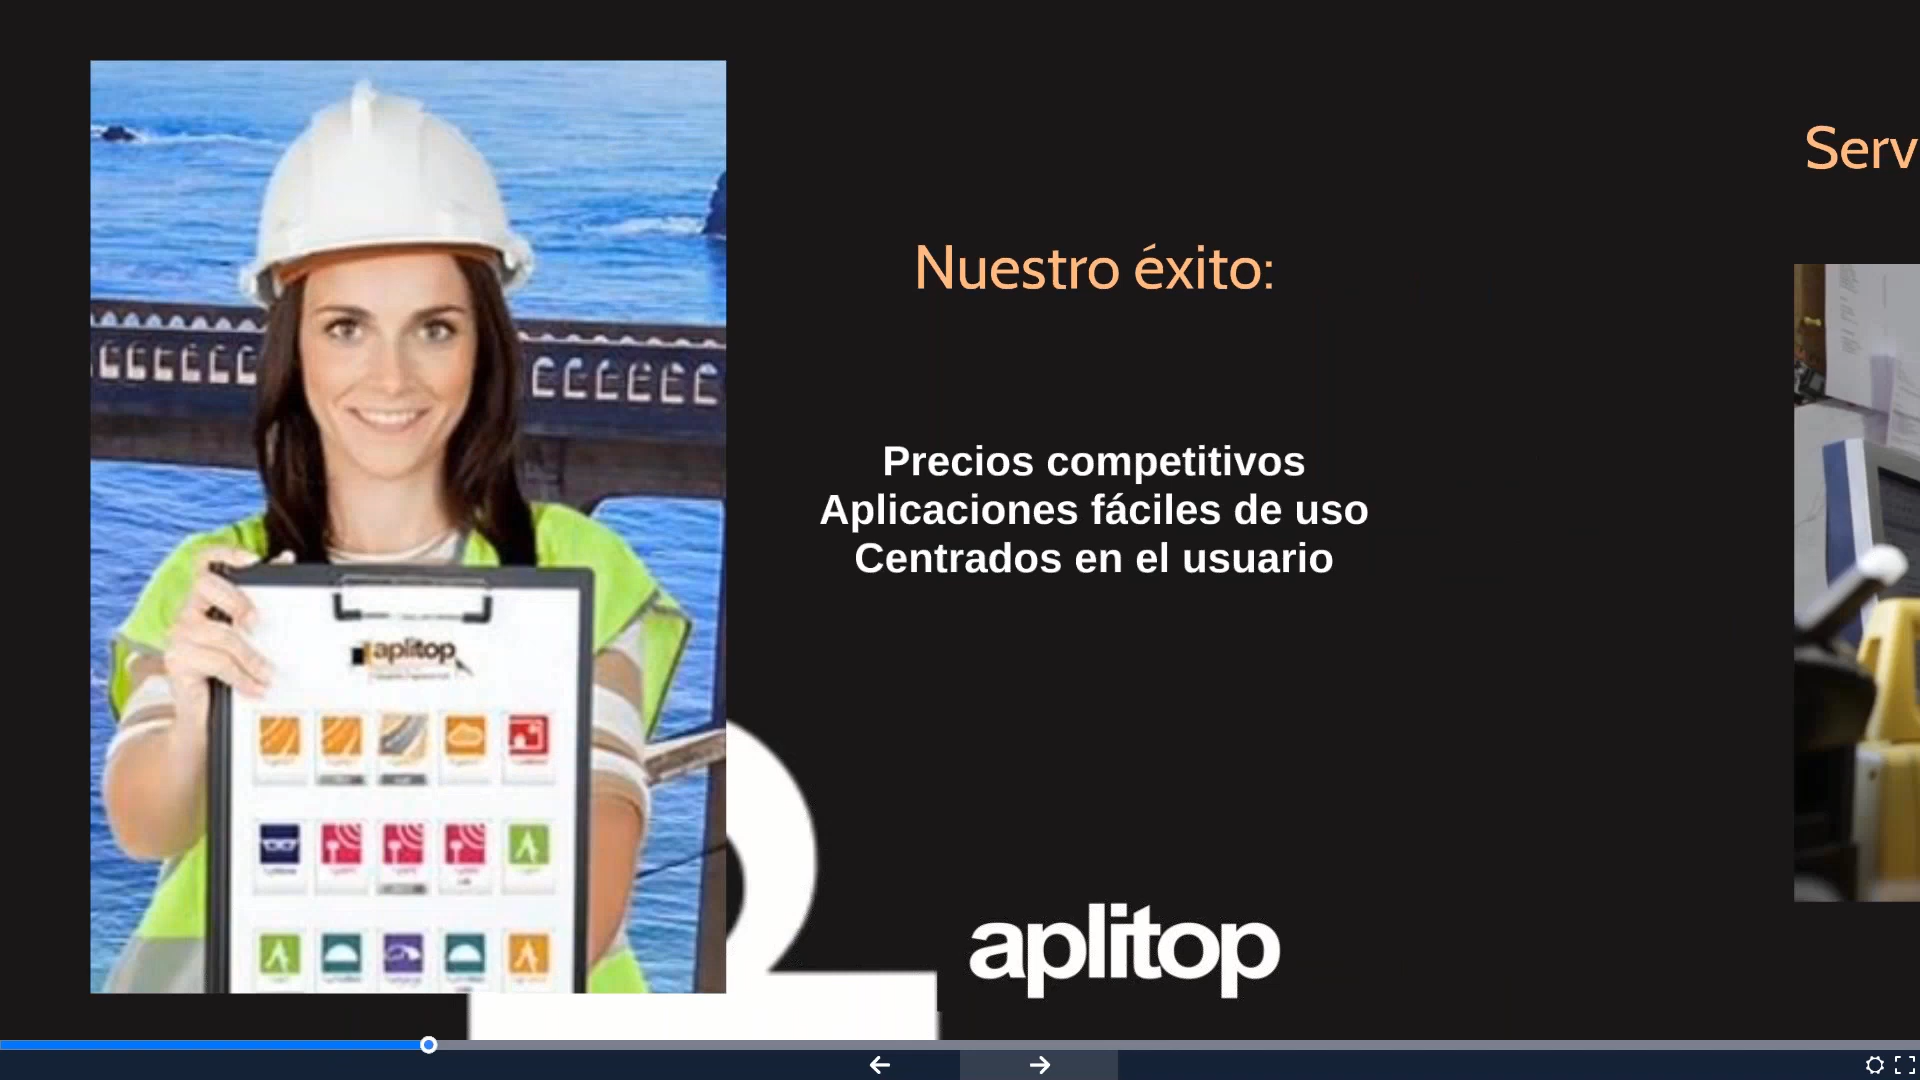 Nuestro éxito:
Precios competitivos
Aplicaciones fáciles de uso
Centrados en el usuario
aplitop
aplitop
Serv